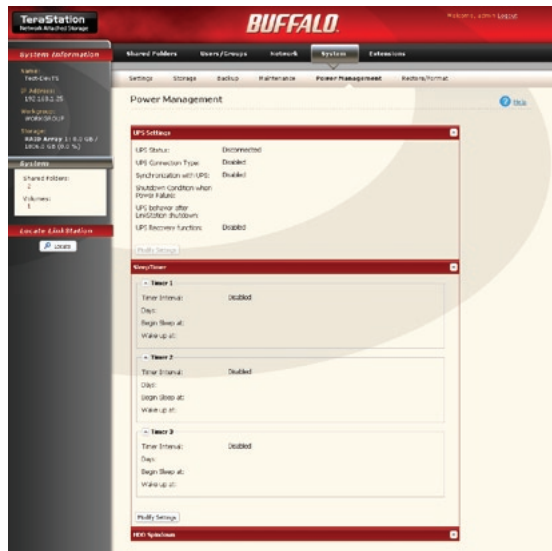 TeraStation
Network Attached Storage
BUFFALO
Welcome, admin Logout
System Information
Shared Folders Users/Groups Network System Extensions
Settings Storage Backup Maintenance Power Management Restore/Format
Name:
IP Address:
Workgroup:
WORKGROUP
Storage:
RAID Array 1:
System
Shared Folders:
2
Volumes:
1
Locate LinkStation
Locate
Power Management
Help
UPS Settings
UPS Status: Disconnected
UPS Connection Type: Disabled
Synchronization with UPS: Disabled
Shutdown Condition when
Power Failure:
UPS behavior after
LinkStation shutdown:
UPS Recovery function: Disabled
Modify Settings
Sleep Timer
Timer 1
Timer Interval: Disabled
Days:
Begin Sleep at:
Wake up at:
Timer 2
Timer Interval: Disabled
Days:
Begin Sleep at:
Wake up at:
Timer 3
Timer Interval: Disabled
Days:
Begin Sleep at:
Wake up at:
Modify Settings
HDD Spindown